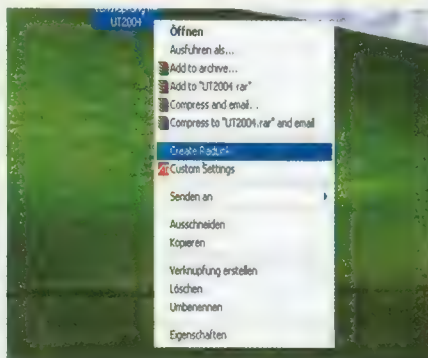 UT2004
Öffnen
Ausführen als...
Add to archive...
Add to "UT2004.rar"
Compress and email...
Compress to "UT2004.rar" and email
Create RadLink
Custom Settings
Senden an
Ausschneiden
Kopieren
Verknüpfung erstellen
Löschen
Umbenennen
Eigenschaften